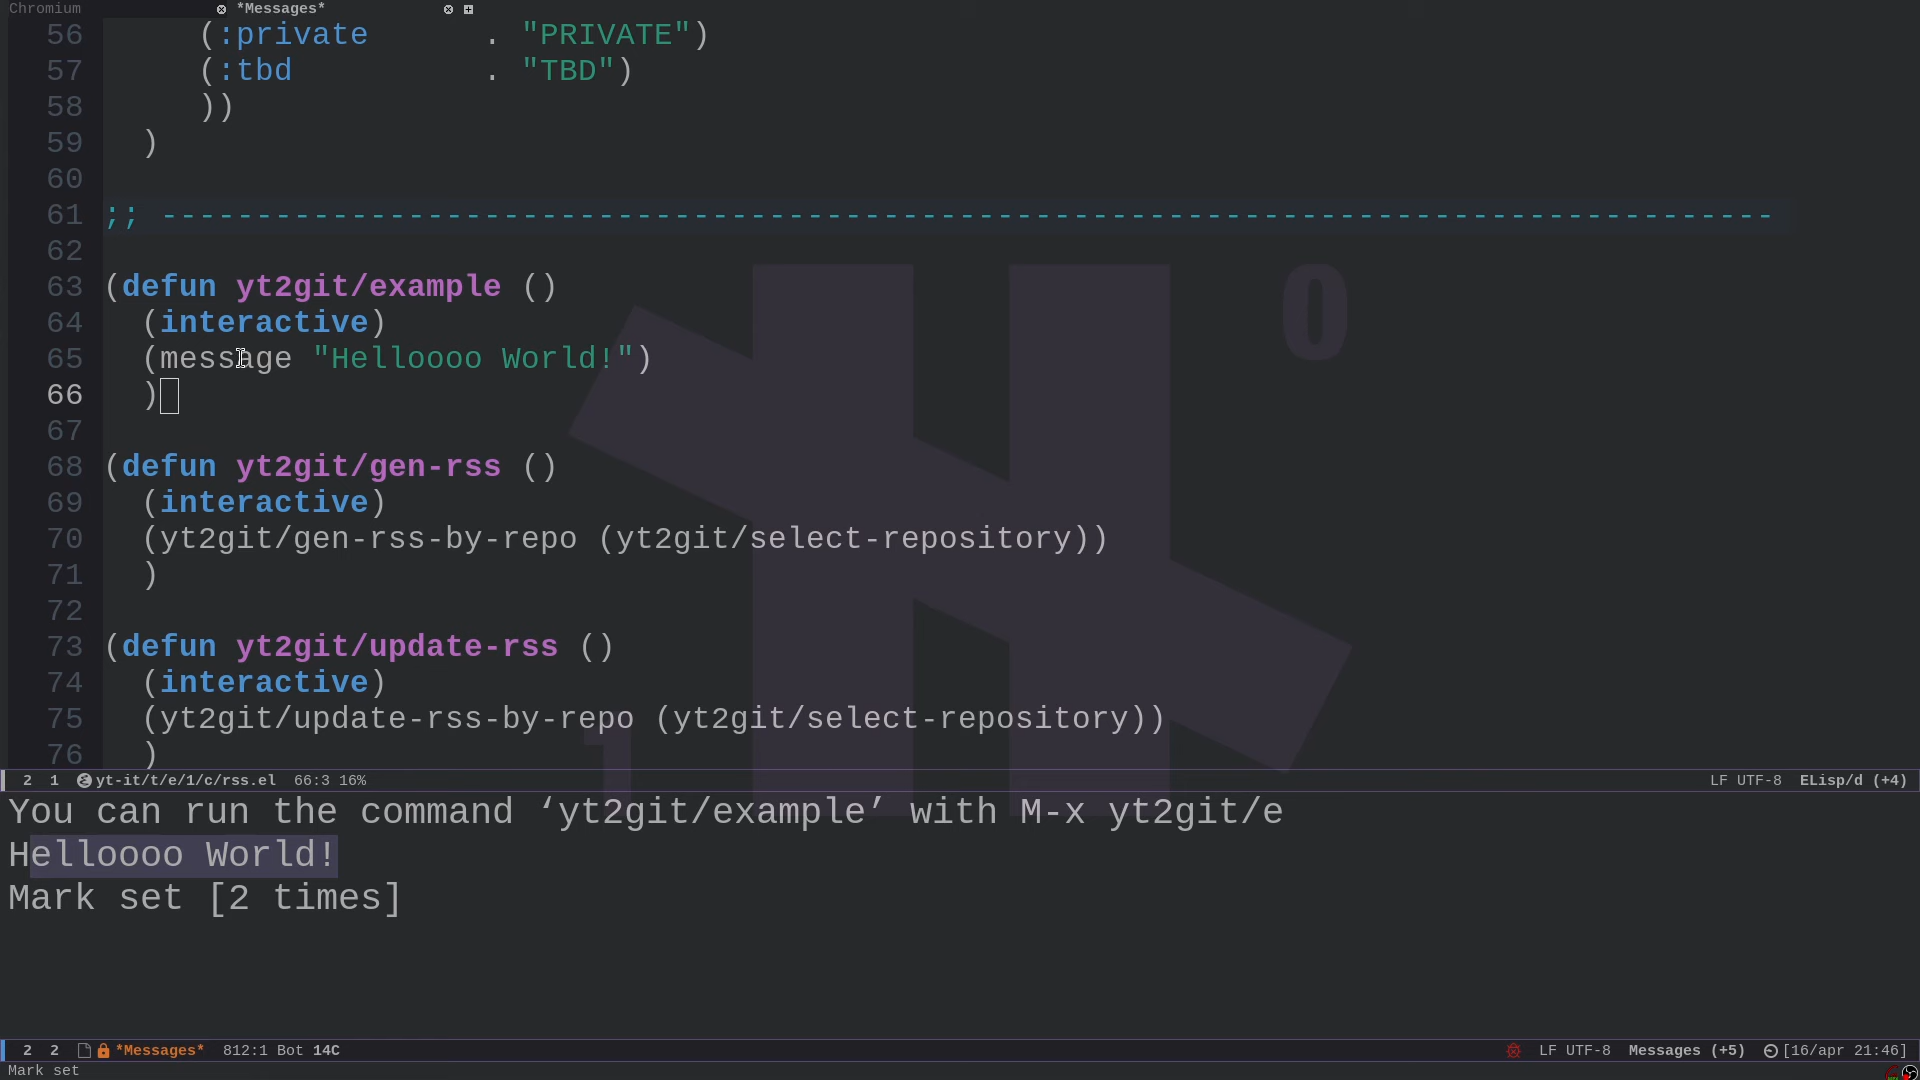 Chromium *Messages*
56 (:private . "PRIVATE")
57 (:tbd . "TBD")
58 ))
59 )
60
61 ;; -------------------------------------------------------------------------------------
62
63 (defun yt2git/example ()
64 (interactive)
65 (message "Helloooo World!")
66 )
67
68 (defun yt2git/gen-rss ()
69 (interactive)
70 (yt2git/gen-rss-by-repo (yt2git/select-repository))
71 )
72
73 (defun yt2git/update-rss ()
74 (interactive)
75 (yt2git/update-rss-by-repo (yt2git/select-repository))
76 )
0
1
2 1 yt-it/t/e/1/c/rss.el 66:3 16% LF UTF-8 ELisp/d (+4)
You can run the command ‘yt2git/example’ with M-x yt2git/e
Helloooo World!
Mark set [2 times]
2 2 *Messages* 812:1 Bot 14C LF UTF-8 Messages (+5) [16/apr 21:46]
Mark set